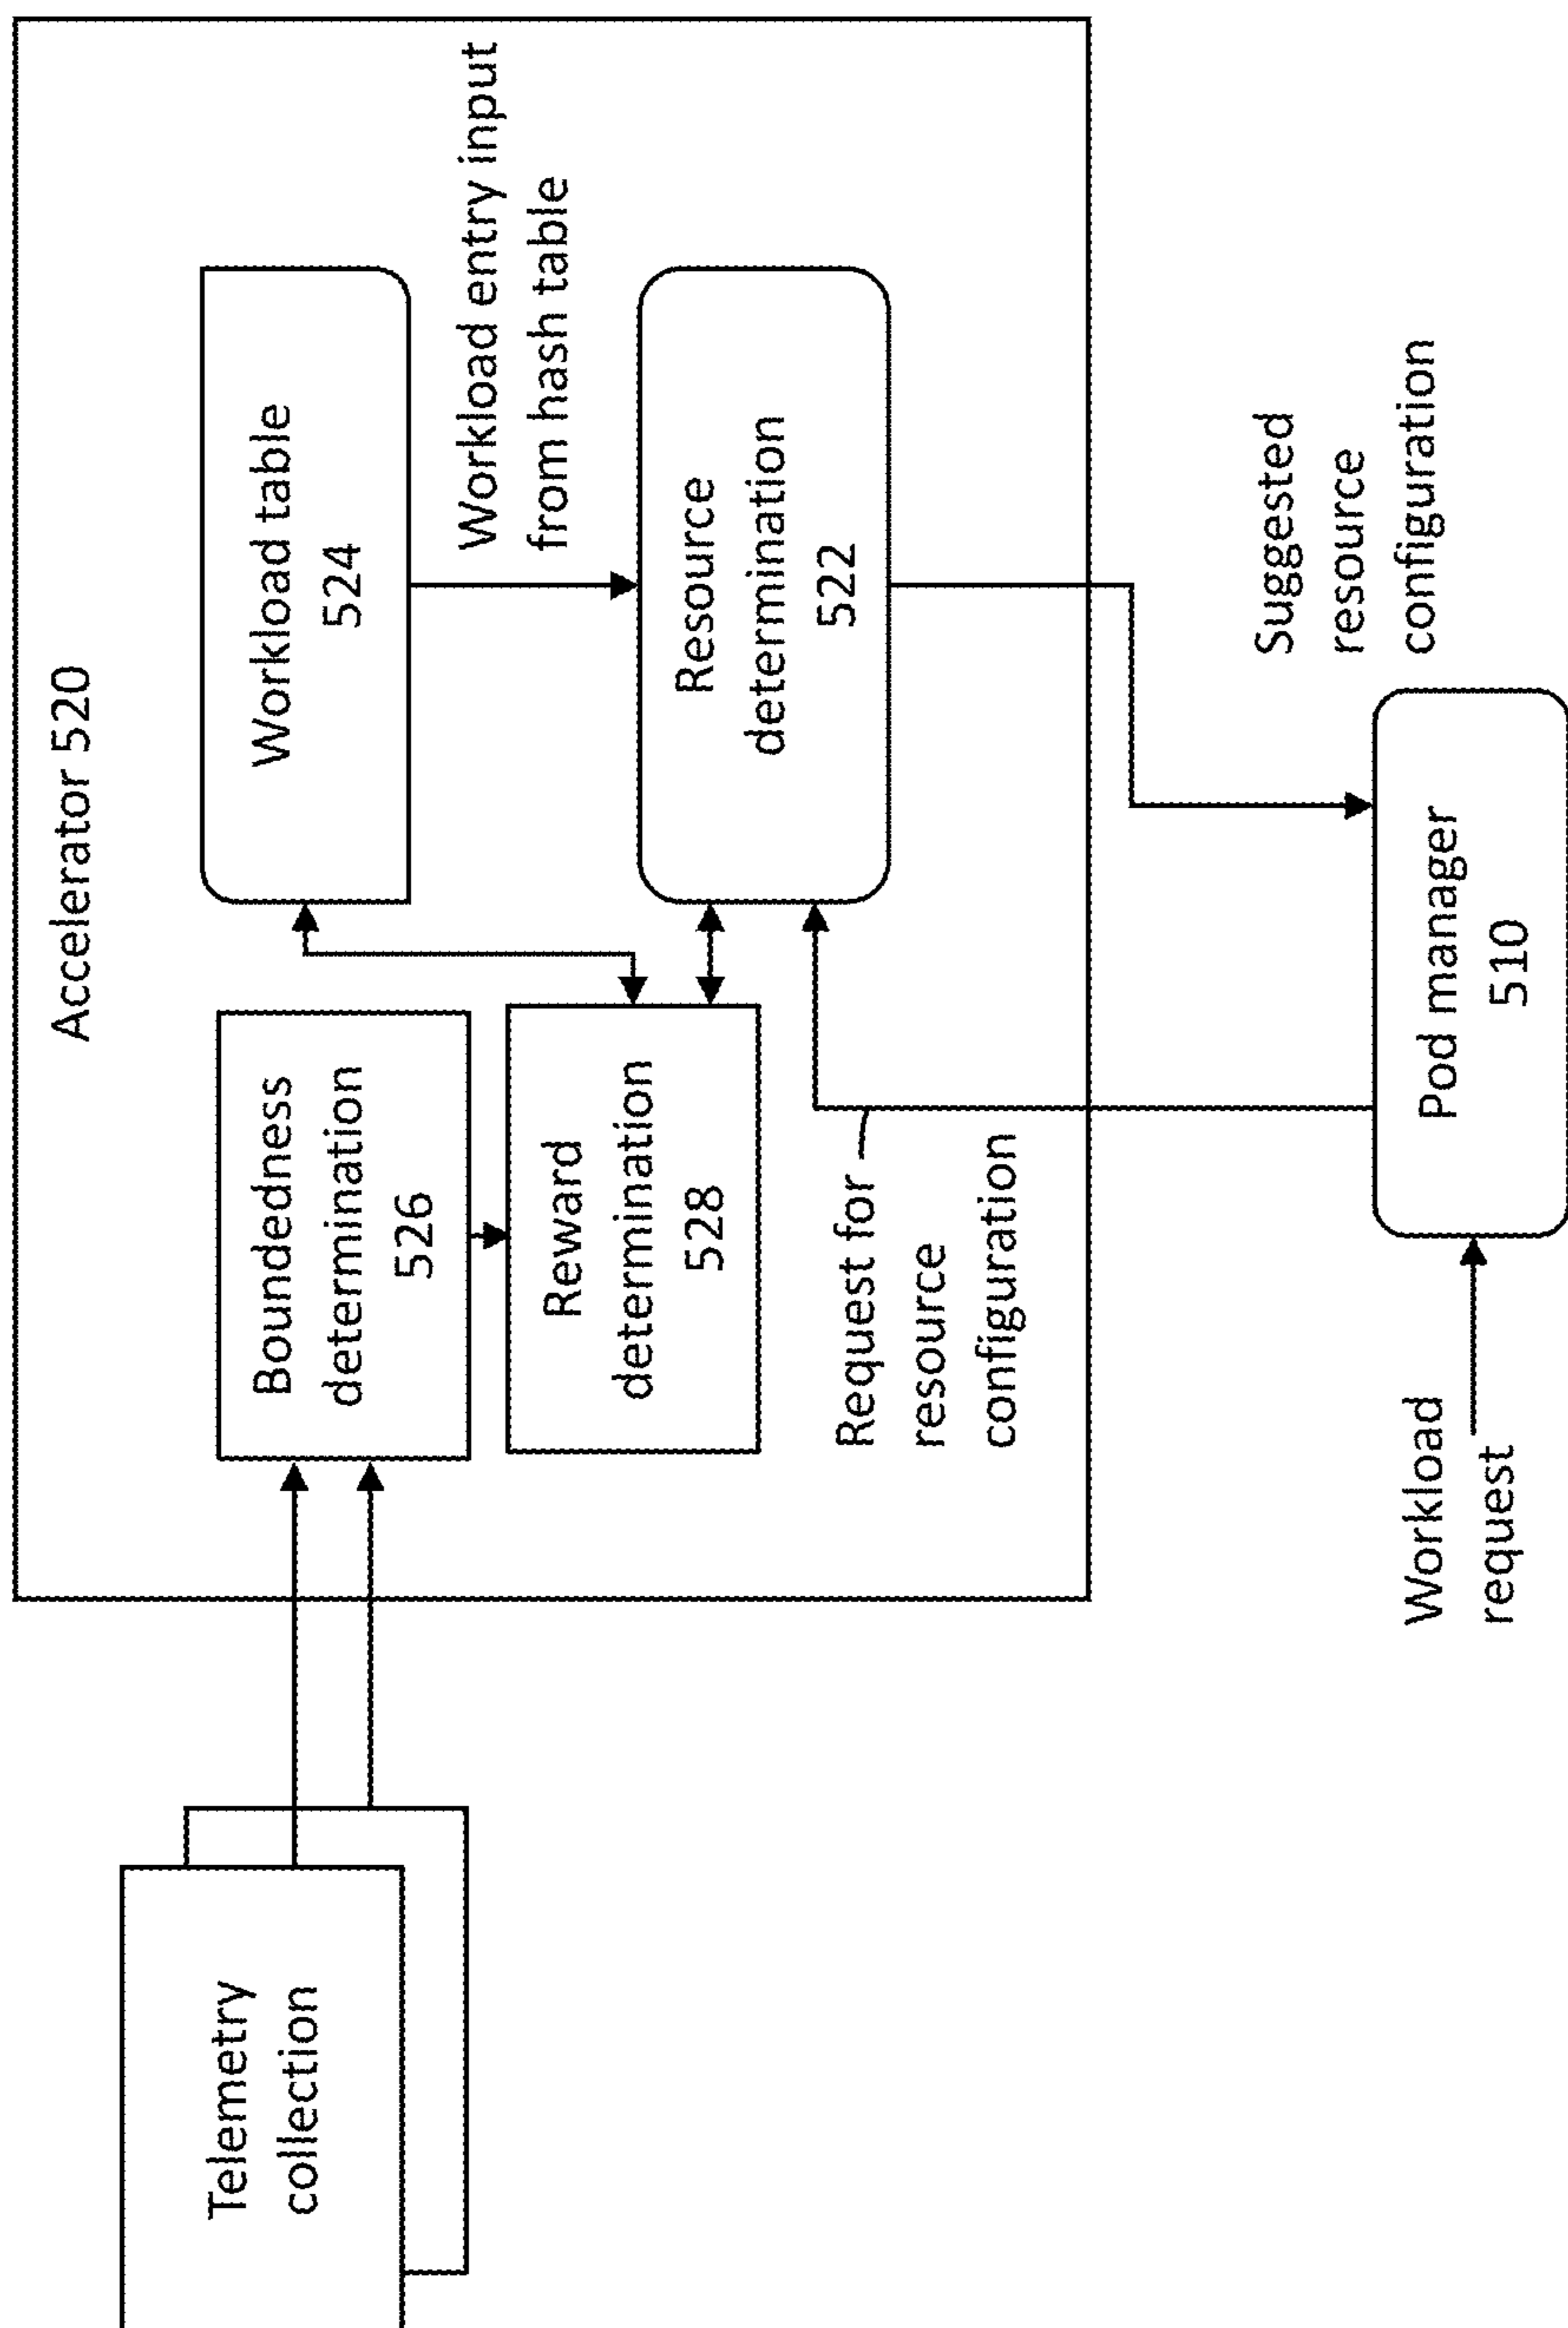 Accelerator 520
Telemetry
collection
Boundedness
determination
526
Workload table
524
Workload entry input
from hash table
Reward
determination
528
Resource
determination
522
Request for
resource
configuration
Suggested
resource
configuration
Workload
request
Pod manager
510